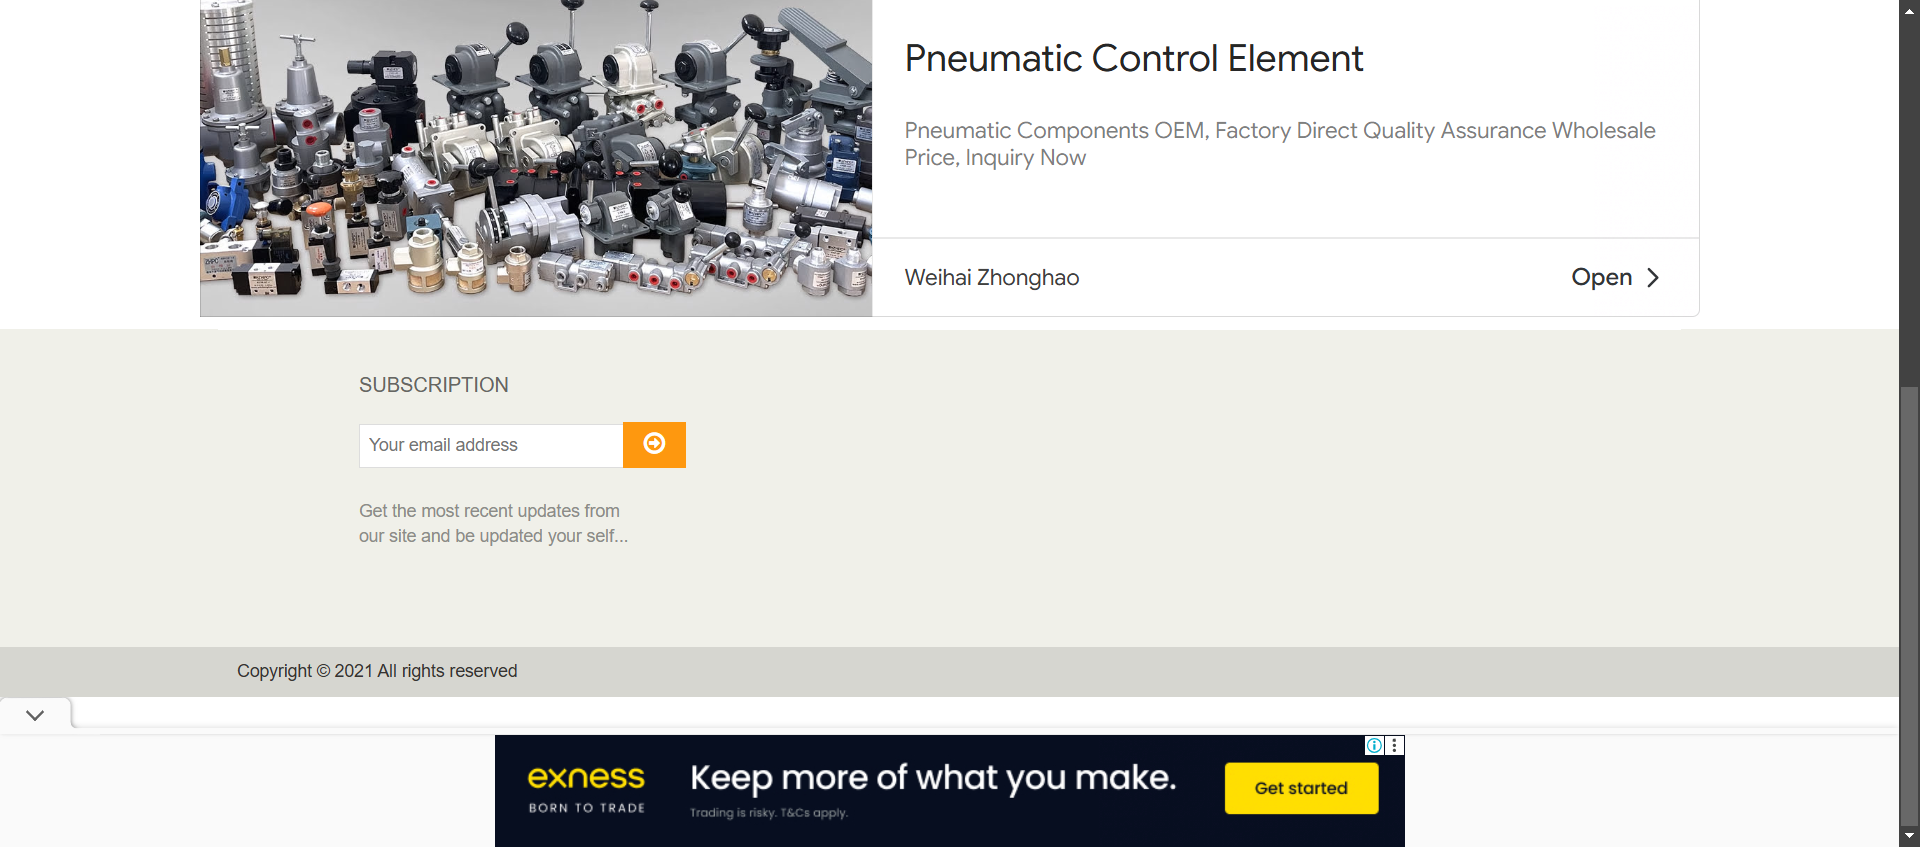 Pneumatic Control Element
Pneumatic Components OEM, Factory Direct Quality Assurance Wholesale
Price, Inquiry Now
Weihai Zhonghao
Open
SUBSCRIPTION
Your email address
Get the most recent updates from
our site and be updated your self...
Copyright © 2021 All rights reserved
exness
BORN TO TRADE
Keep more of what you make.
Trading is risky. T&Cs apply.
Get started